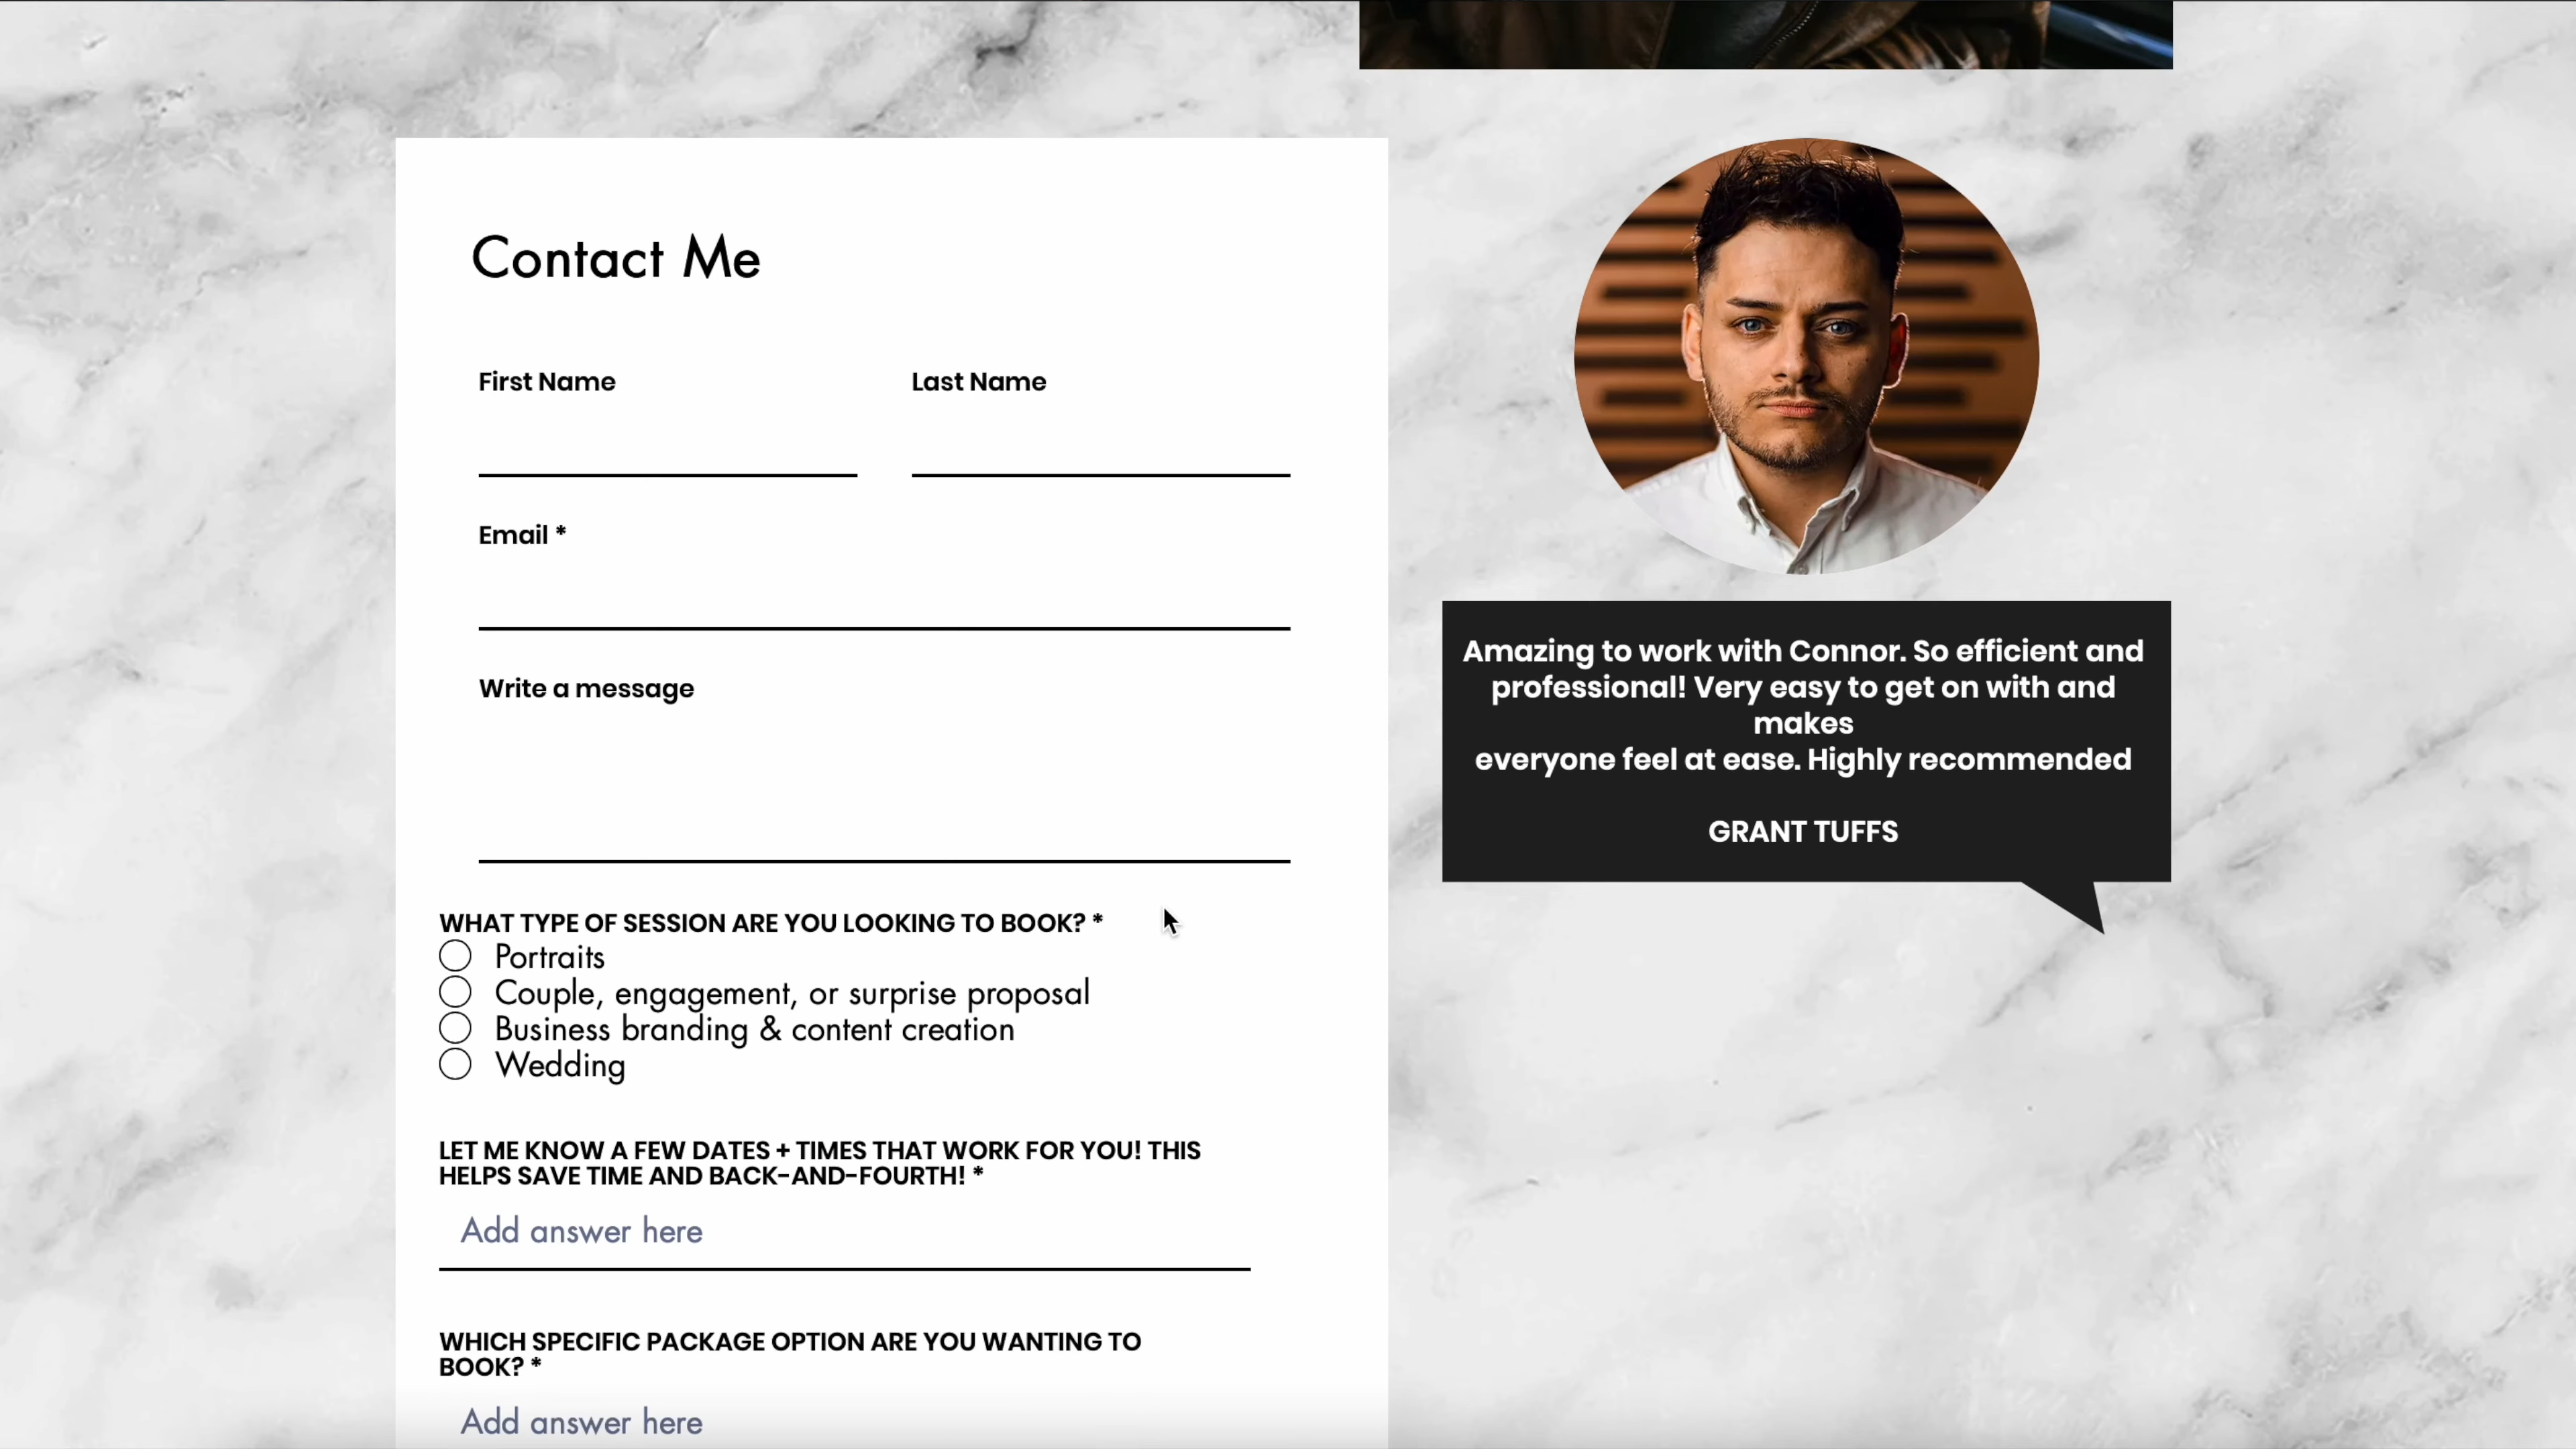 Contact Me
First Name
Last Name
Email *
Write a message
WHAT TYPE OF SESSION ARE YOU LOOKING TO BOOK? *
Portraits
Couple, engagement, or surprise proposal
Business branding & content creation
Wedding
LET ME KNOW A FEW DATES + TIMES THAT WORK FOR YOU! THIS
HELPS SAVE TIME AND BACK-AND-FOURTH! *
Add answer here
WHICH SPECIFIC PACKAGE OPTION ARE YOU WANTING TO
BOOK? *
Add answer here
Amazing to work with Connor. So efficient and
professional! Very easy to get on with and
makes
everyone feel at ease. Highly recommended
GRANT TUFFS